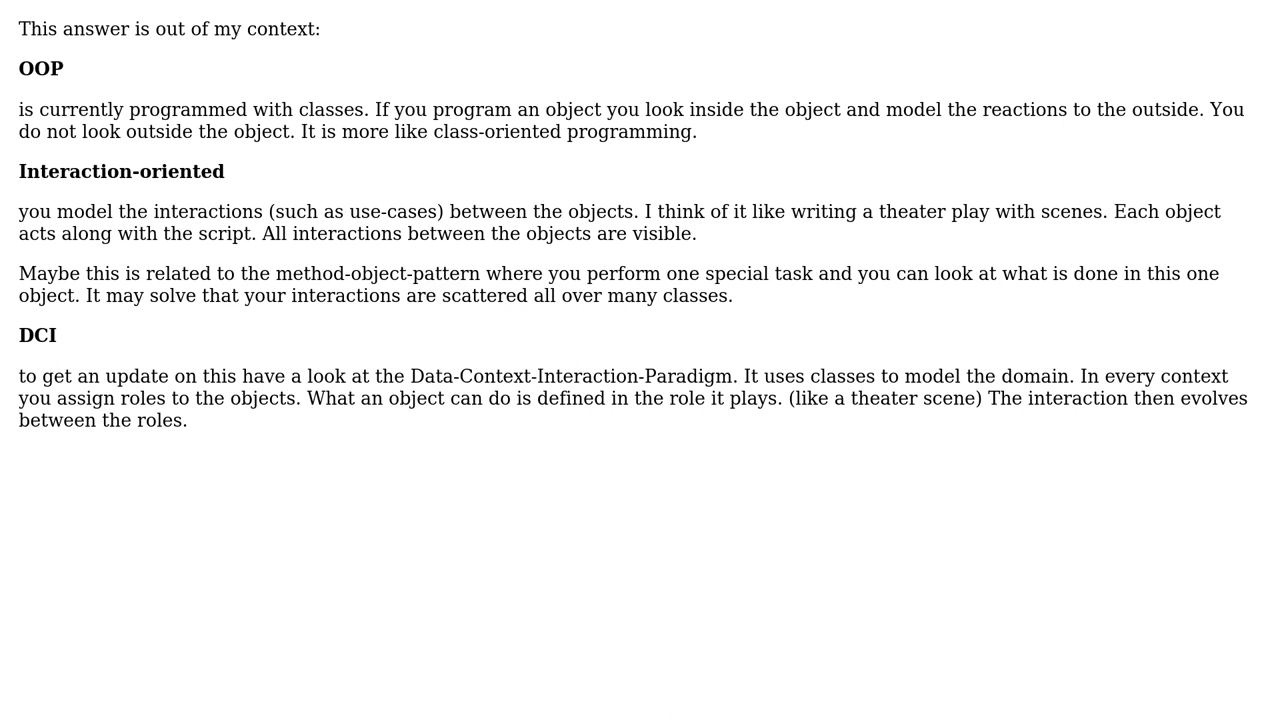 This answer is out of my context:
OOP
is currently programmed with classes. If you program an object you look inside the object and model the reactions to the outside. You
do not look outside the object. It is more like class-oriented programming.
Interaction-oriented
you model the interactions (such as use-cases) between the objects. I think of it like writing a theater play with scenes. Each object
acts along with the script. All interactions between the objects are visible.
Maybe this is related to the method-object-pattern where you perform one special task and you can look at what is done in this one
object. It may solve that your interactions are scattered all over many classes.
DCI
to get an update on this have a look at the Data-Context-Interaction-Paradigm. It uses classes to model the domain. In every context
you assign roles to the objects. What an object can do is defined in the role it plays. (like a theater scene) The interaction then evolves
between the roles.